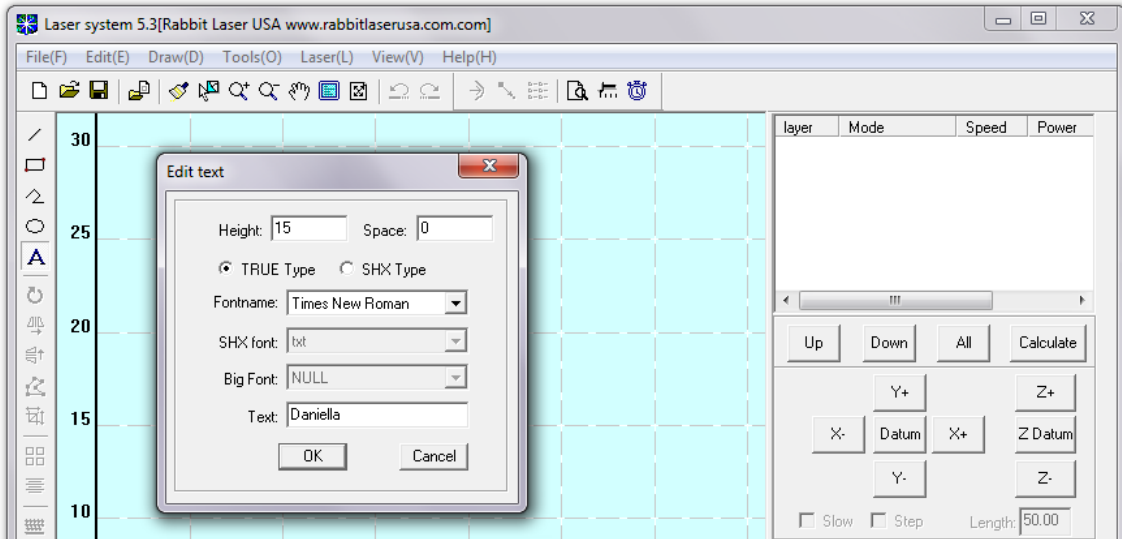 Laser system 5.3[Rabbit Laser USA www.rabbitlaserusa.com.com]
File(F) Edit(E) Draw(D) Tools(O) Laser(L) View(V) Help(H)
30
25
20
15
10
Edit text
Height: 15 Space: 0
TRUE Type SHX Type
Fontname: Times New Roman
SHX font: txt
Big Font: NULL
Text: Daniella
OK Cancel
layer Mode Speed Power
Up Down All Calculate
Y+ Z+
X- Datum X+ Z Datum
Y- Z-
Slow Step Length: 50.00